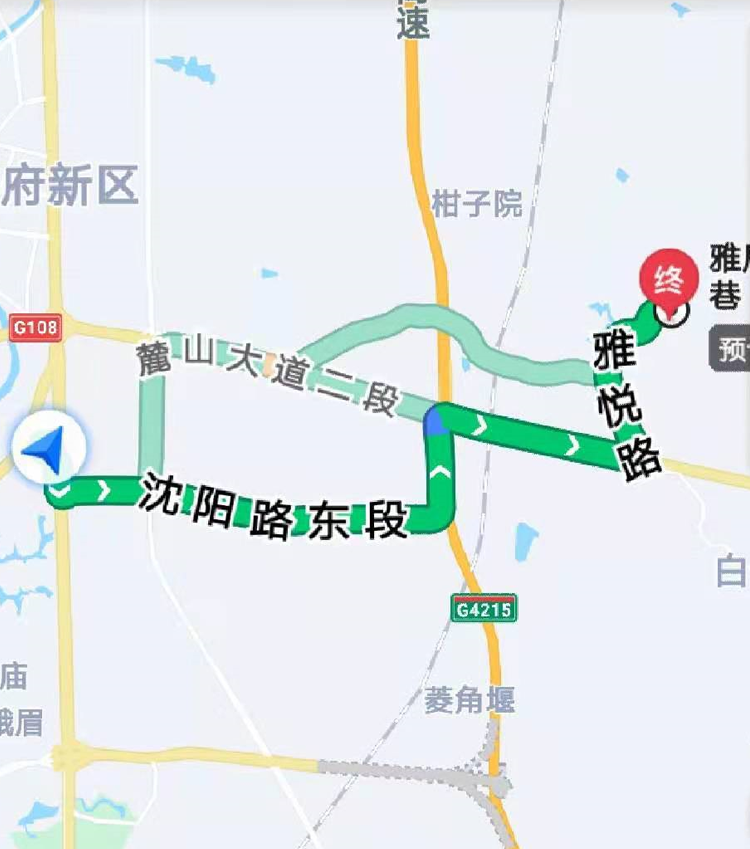 速
府新区
柑子院
雅
巷
终
G108
预
麓山大道二段
雅悦路
沈阳路东段
白
G4215
庙
峨眉
菱角堰